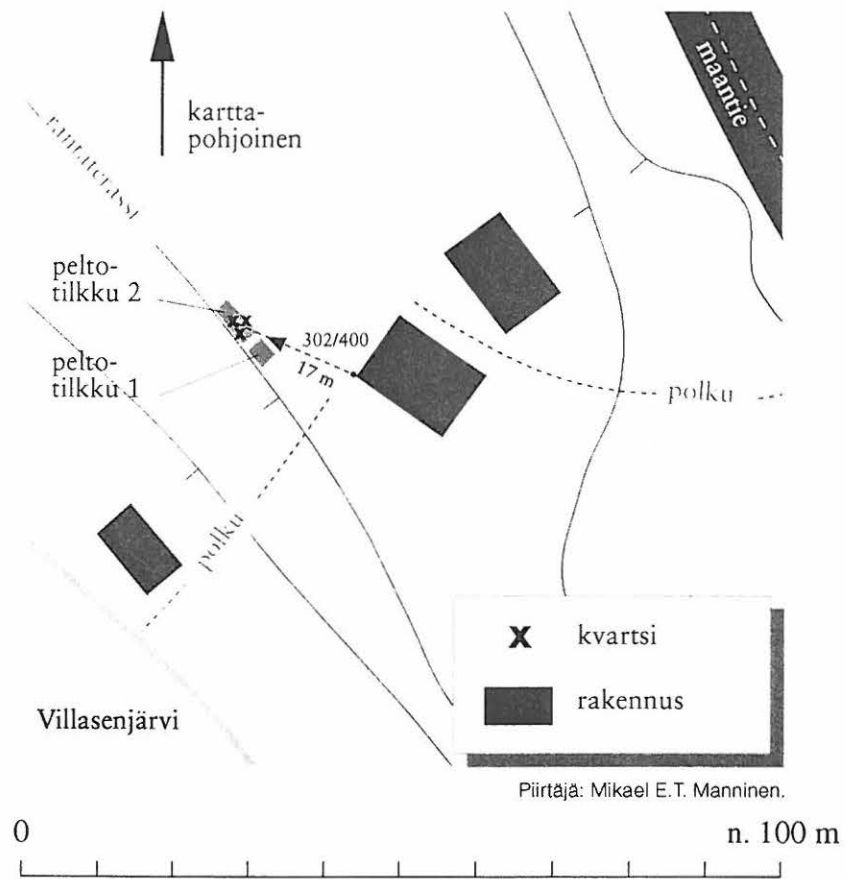 maantie
kartta-
pohjoinen
rantaterassi
pelto-
tilkku 2
302/400
17 m
pelto-
tilkku 1
polku
polku
x kvartsi
rakennus
Villasenjärvi
Piirtäjä: Mikael E.T. Manninen.
0 n. 100 m